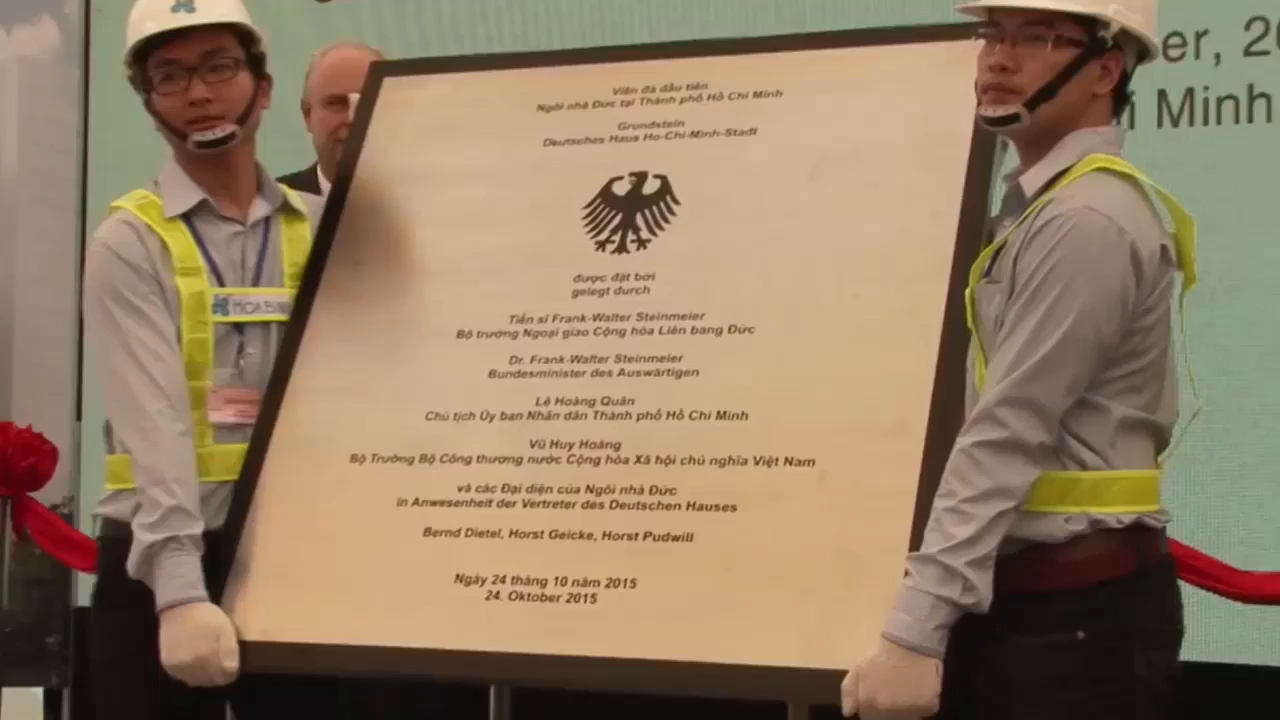 er, 20
i Minh
HOABIN
Viên đá đầu tiên
Ngôi nhà Đức tại Thành phố Hồ Chí Minh
Grundstein
Deutsches Haus Ho-Chi-Minh-Stadt
được đặt bởi
gelegt durch
Tiến sĩ Frank-Walter Steinmeier
Bộ trưởng Ngoại giao Cộng hòa Liên bang Đức
Dr. Frank-Walter Steinmeier
Bundesminister des Auswärtigen
Lê Hoàng Quân
Chủ tịch Ủy ban Nhân dân Thành phố Hồ Chí Minh
Vũ Huy Hoàng
Bộ Trưởng Bộ Công thương nước Cộng hòa Xã hội chủ nghĩa Việt Nam
và các Đại diện của Ngôi nhà Đức
in Anwesenheit der Vertreter des Deutschen Hauses
Bernd Dietel, Horst Geicke, Horst Pudwill
Ngày 24 tháng 10 năm 2015
24. Oktober 2015